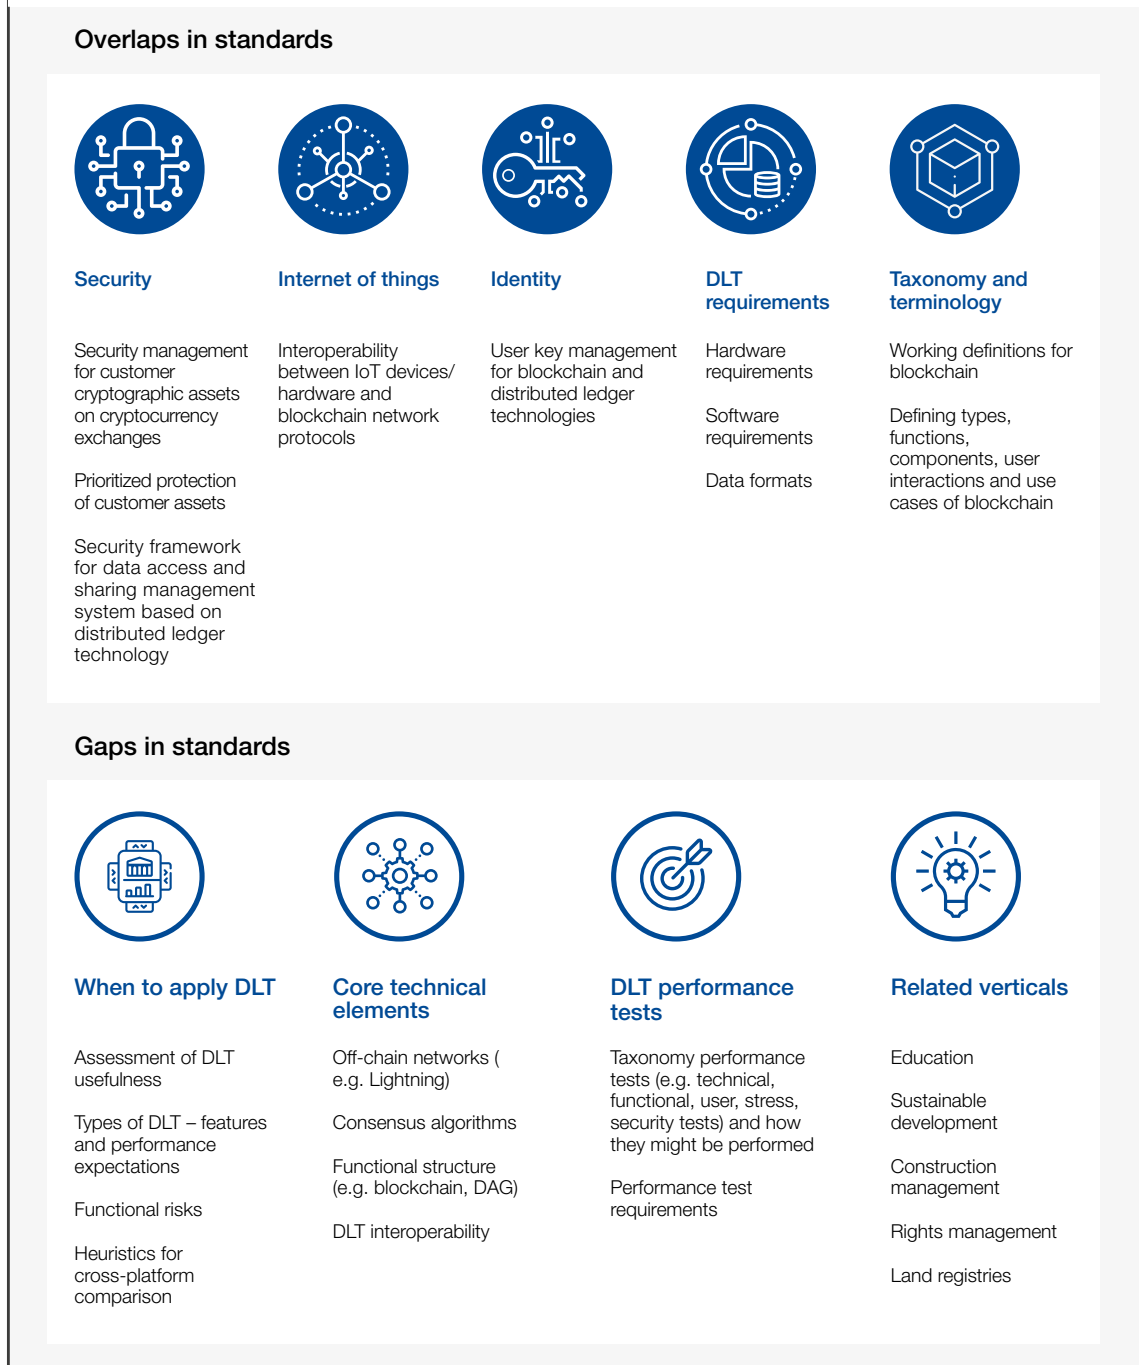 Overlaps in standards
Security
Security management
for customer
cryptographic assets
on cryptocurrency
exchanges
Prioritized protection
of customer assets
Security framework
for data access and
sharing management
system based on
distributed ledger
technology
Internet of things
Interoperability
between IoT devices/
hardware and
blockchain network
protocols
Identity
User key management
for blockchain and
distributed ledger
technologies
DLT
requirements
Hardware
requirements
Software
requirements
Data formats
Taxonomy and
terminology
Working definitions for
blockchain
Defining types,
functions,
components, user
interactions and use
cases of blockchain
Gaps in standards
When to apply DLT
Assessment of DLT
usefulness
Types of DLT – features
and performance
expectations
Functional risks
Heuristics for
cross-platform
comparison
Core technical
elements
Off-chain networks (
e.g. Lightning)
Consensus algorithms
Functional structure
(e.g. blockchain, DAG)
DLT interoperability
DLT performance
tests
Taxonomy performance
tests (e.g. technical,
functional, user, stress,
security tests) and how
they might be performed
Performance test
requirements
Related verticals
Education
Sustainable
development
Construction
management
Rights management
Land registries